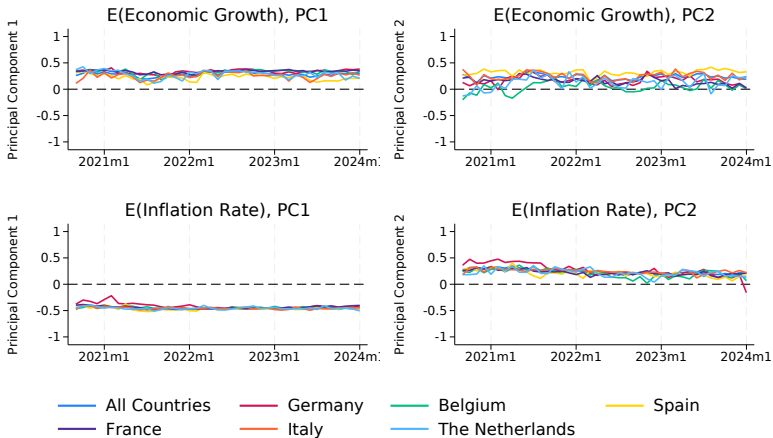 E(Economic Growth), PC1
Principal Component 1
1
0.5
0
-0.5
-1
2021m1 2022m1 2023m1 2024m1
E(Economic Growth), PC2
Principal Component 2
1
0.5
0
-0.5
-1
2021m1 2022m1 2023m1 2024m1
E(Inflation Rate), PC1
Principal Component 1
1
0.5
0
-0.5
-1
2021m1 2022m1 2023m1 2024m1
E(Inflation Rate), PC2
Principal Component 2
1
0.5
0
-0.5
-1
2021m1 2022m1 2023m1 2024m1
All Countries Germany Belgium Spain
France Italy The Netherlands